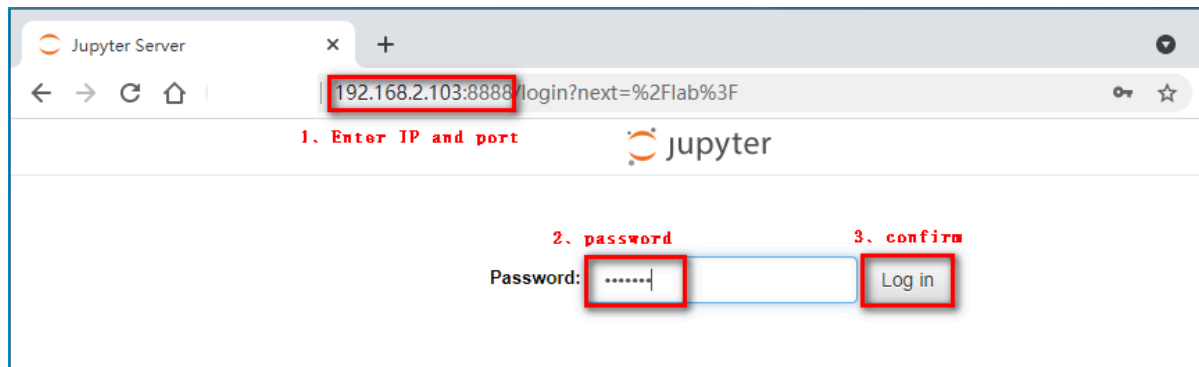 Jupyter Server
192.168.2.103:8888/login?next=%2Flab%3F
1、Enter IP and port
jupyter
2、password
3、confirm
Password: •••••••
Log in